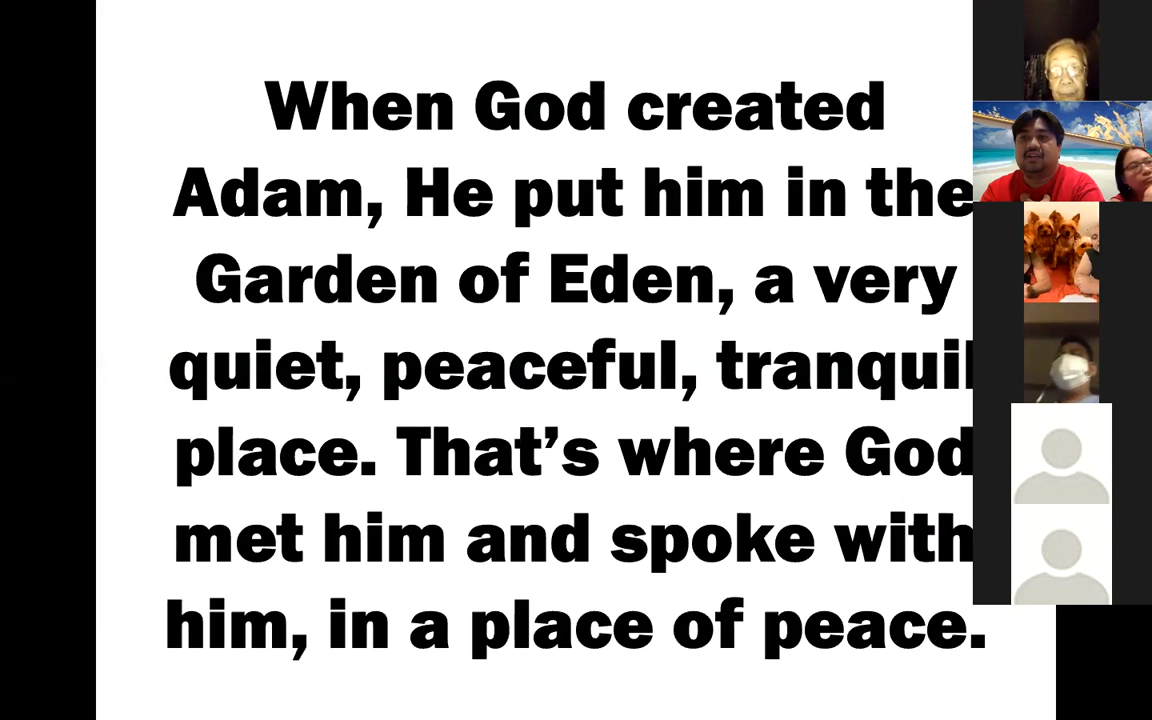 When God created
Adam, He put him in the
Garden of Eden, a very
quiet, peaceful, tranquil
place. That’s where God
met him and spoke with
him, in a place of peace.